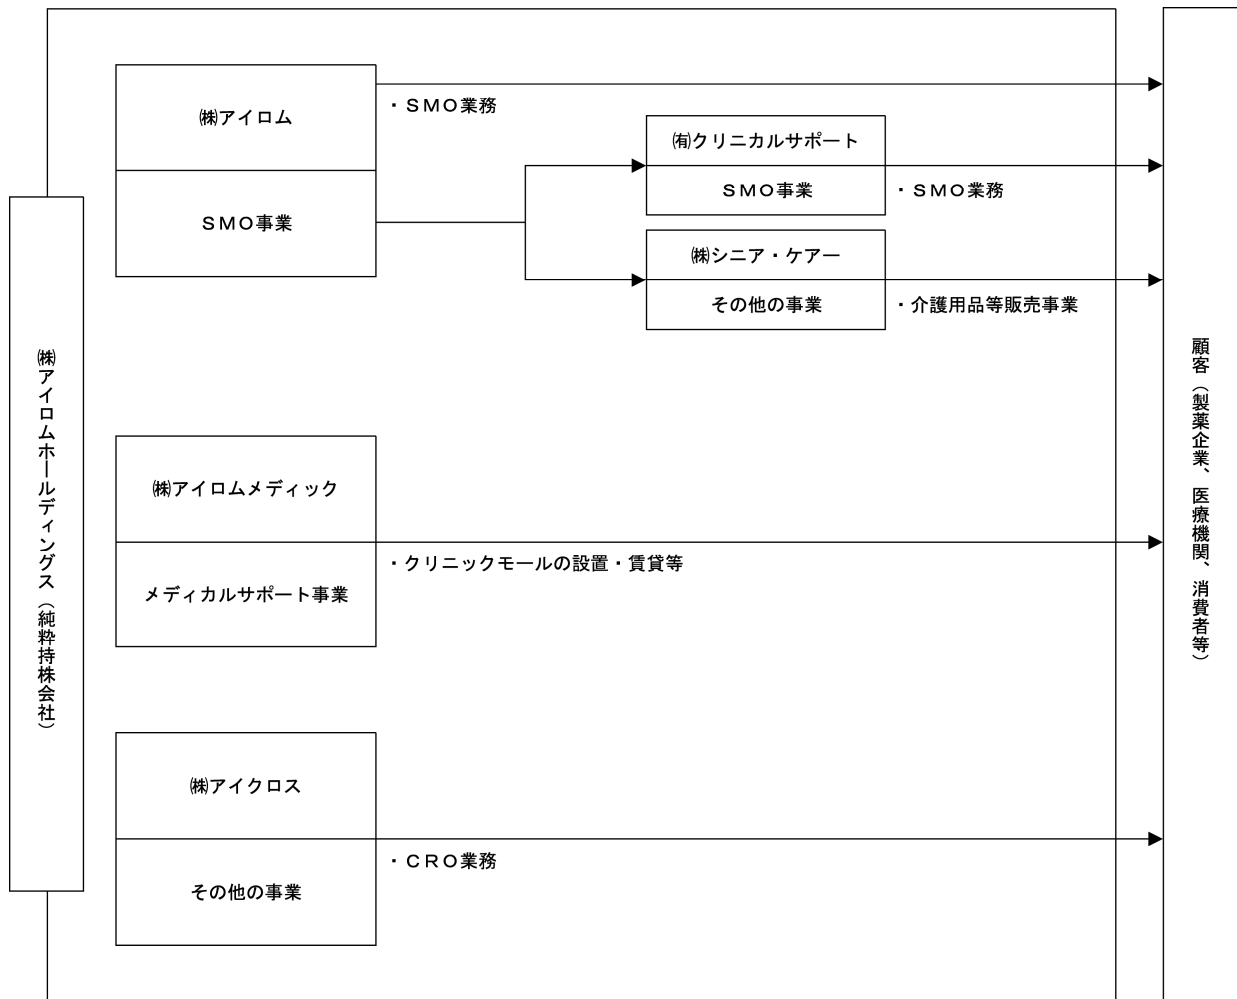 ㈱アイロムホールディングス（純粋持株会社）
㈱アイロム
SMO事業
・SMO業務
㈲クリニカルサポート
SMO事業
・SMO業務
㈱シニア・ケアー
その他の事業
・介護用品等販売事業
㈱アイロムメディック
メディカルサポート事業
・クリニックモールの設置・賃貸等
㈱アイクロス
その他の事業
・CRO業務
顧客（製薬企業、医療機関、消費者等）